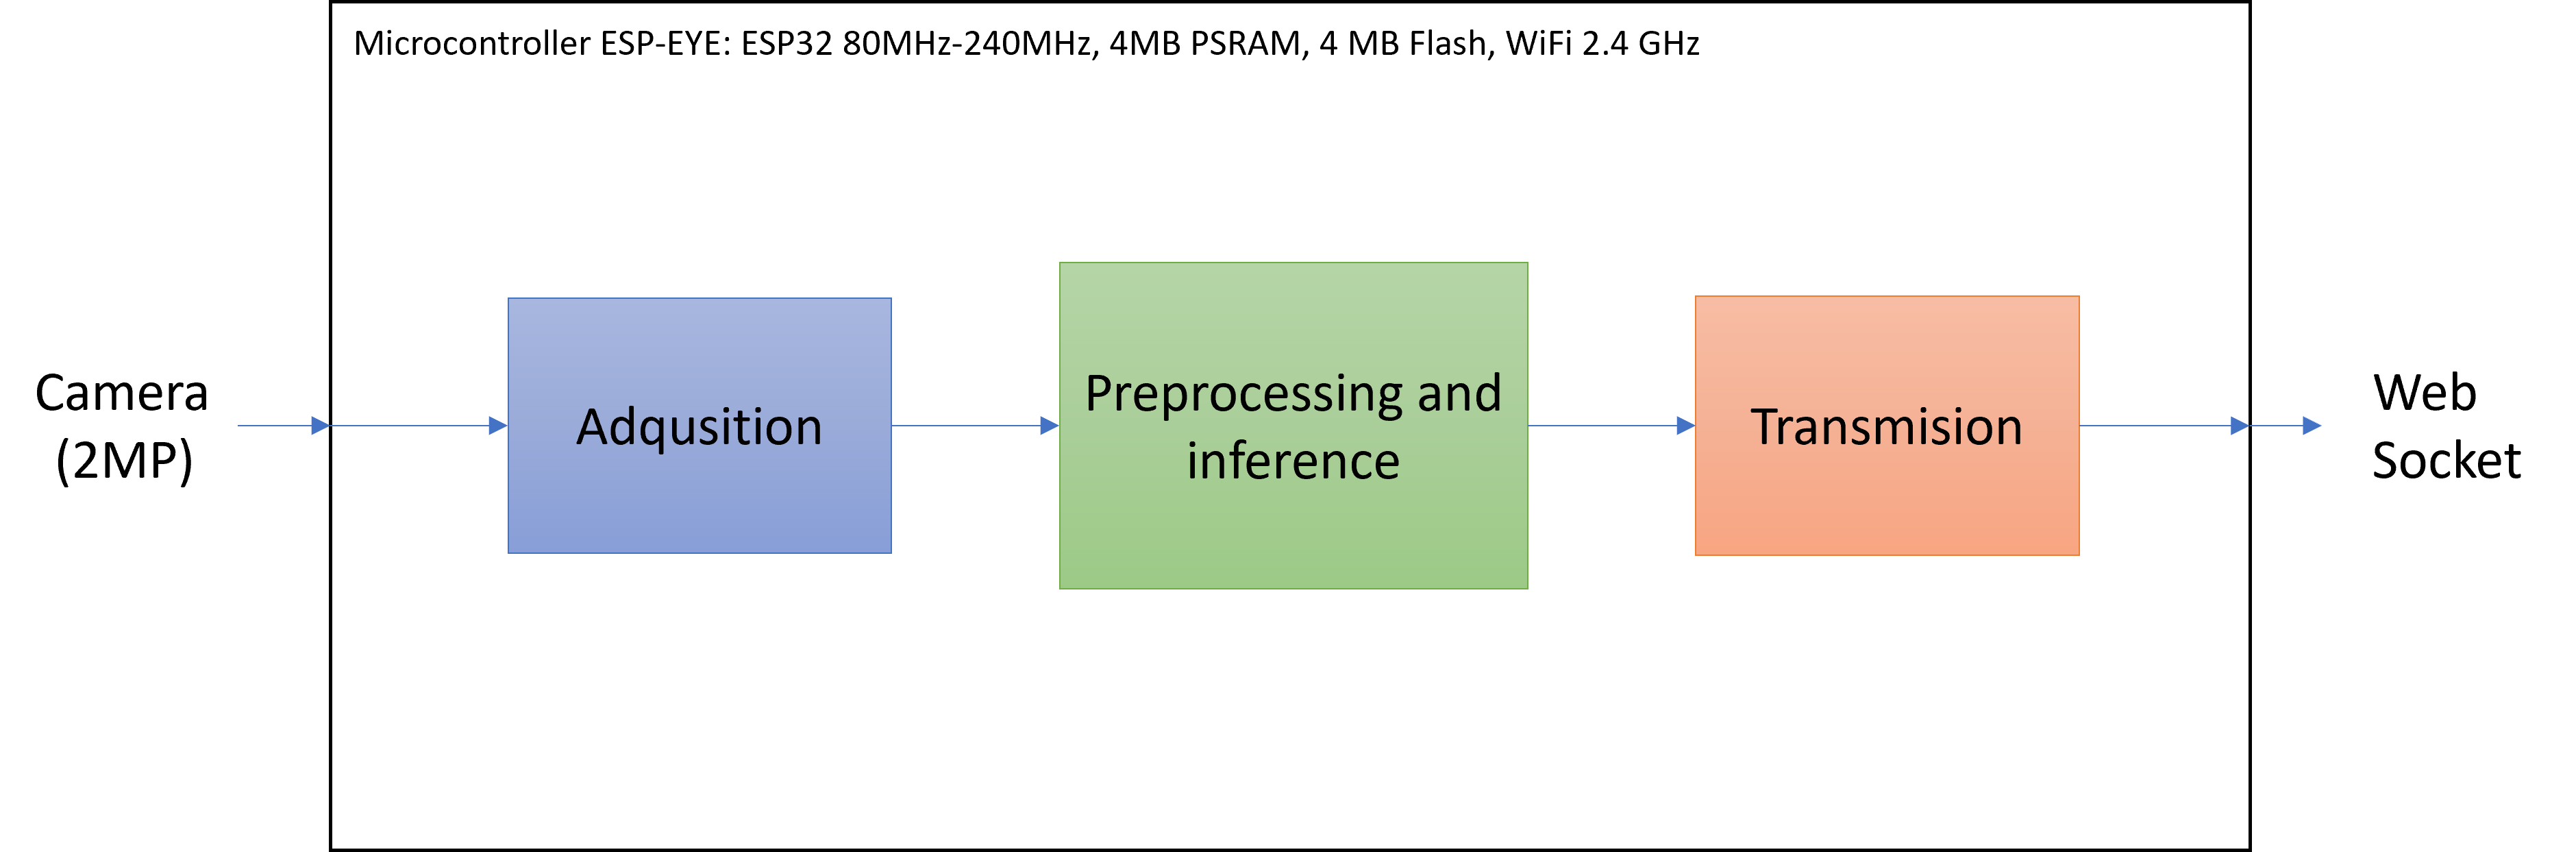 Microcontroller ESP-EYE: ESP32 80MHz-240MHz, 4MB PSRAM, 4 MB Flash, WiFi 2.4 GHz
Camera
(2MP)
Adqusition
Preprocessing and
inference
Transmision
Web
Socket